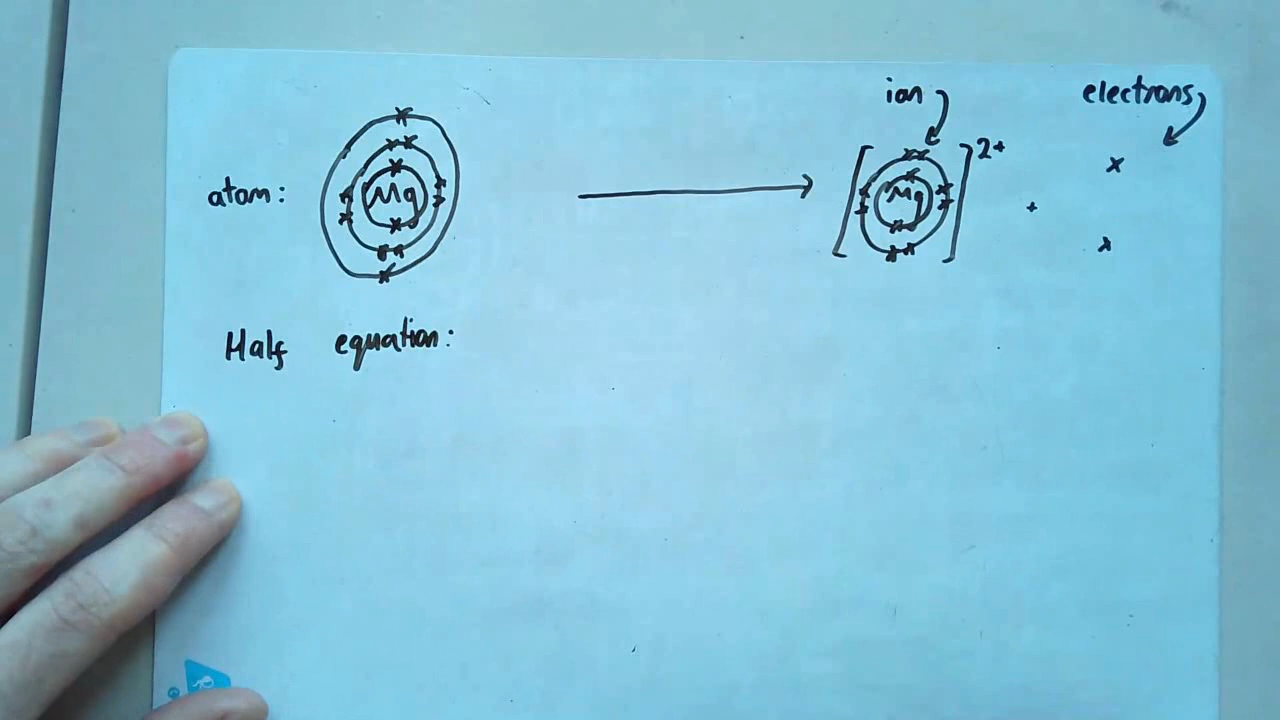 ion electrons
atom: Mg → [Mg]²⁺ +
Half equation: